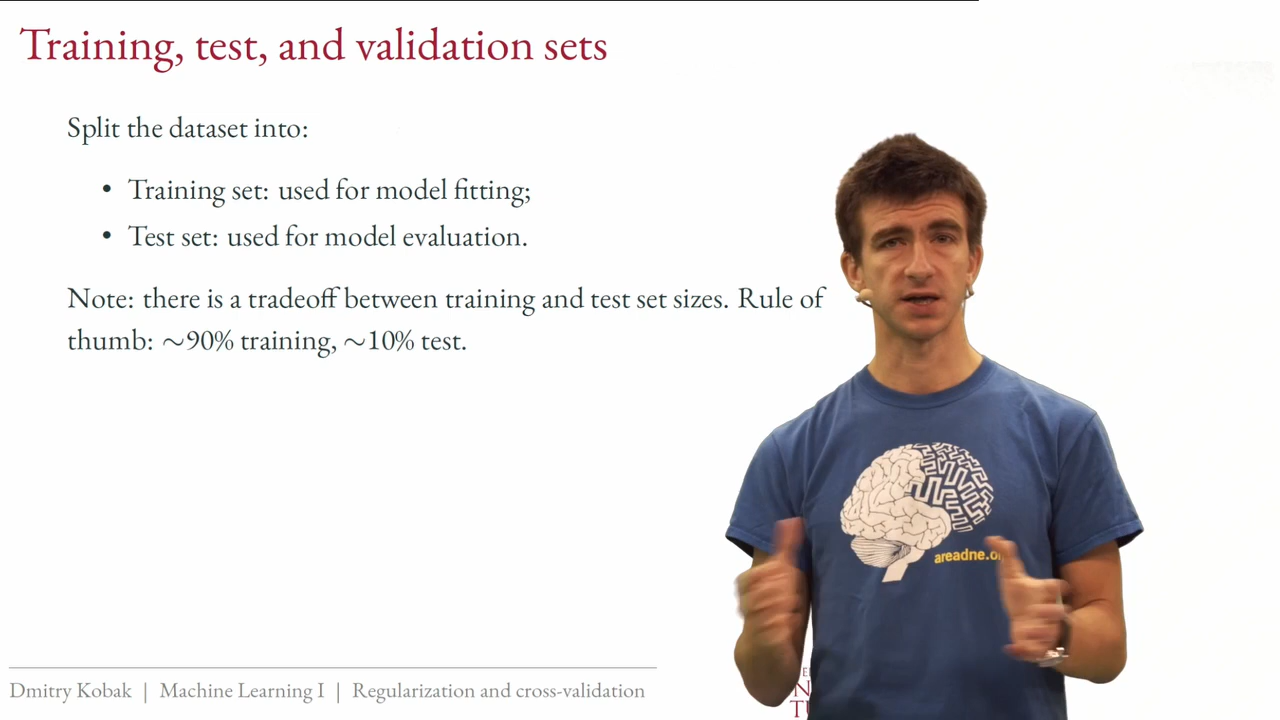 Training, test, and validation sets
Split the dataset into:
• Training set: used for model fitting;
• Test set: used for model evaluation.
Note: there is a tradeoff between training and test set sizes. Rule of
thumb: ~90% training, ~10% test.
areadne.o
Dmitry Kobak | Machine Learning I | Regularization and cross-validation